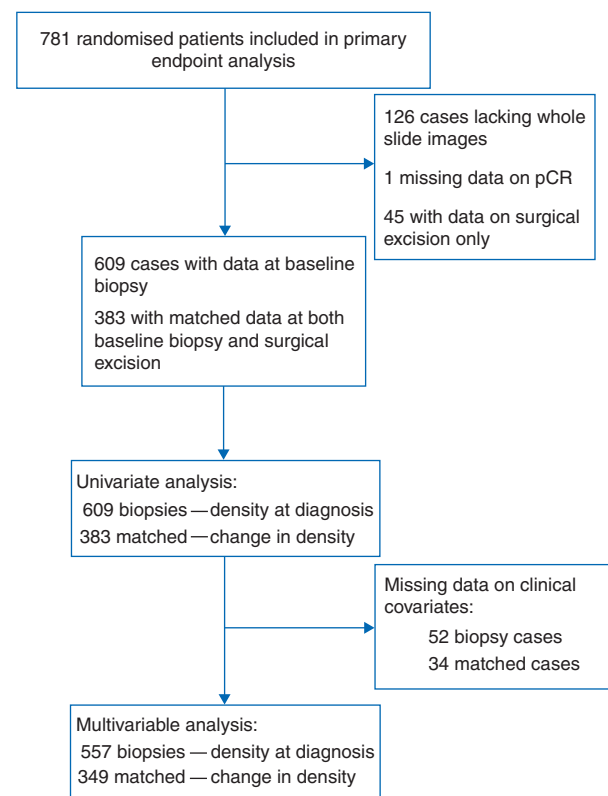 781 randomised patients included in primary
endpoint analysis
126 cases lacking whole
slide images
1 missing data on pCR
45 with data on surgical
excision only
609 cases with data at baseline
biopsy
383 with matched data at both
baseline biopsy and surgical
excision
Univariate analysis:
609 biopsies — density at diagnosis
383 matched — change in density
Missing data on clinical
covariates:
52 biopsy cases
34 matched cases
Multivariable analysis:
557 biopsies — density at diagnosis
349 matched — change in density